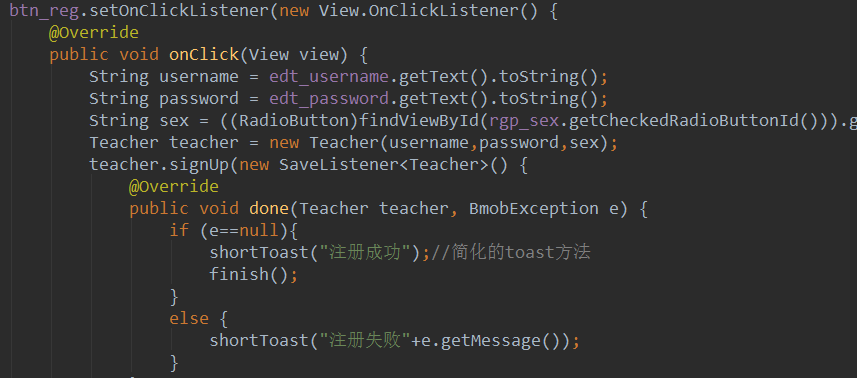 btn_reg.setOnClickListener(new View.OnClickListener() {
@Override
public void onClick(View view) {
String username = edt_username.getText().toString();
String password = edt_password.getText().toString();
String sex = ((RadioButton)findViewById(rgp_sex.getCheckedRadioButtonId())).g
Teacher teacher = new Teacher(username,password,sex);
teacher.signUp(new SaveListener<Teacher>() {
@Override
public void done(Teacher teacher, BmobException e) {
if (e==null){
shortToast("注册成功");//简化的toast方法
finish();
}
else {
shortToast("注册失败"+e.getMessage());
}